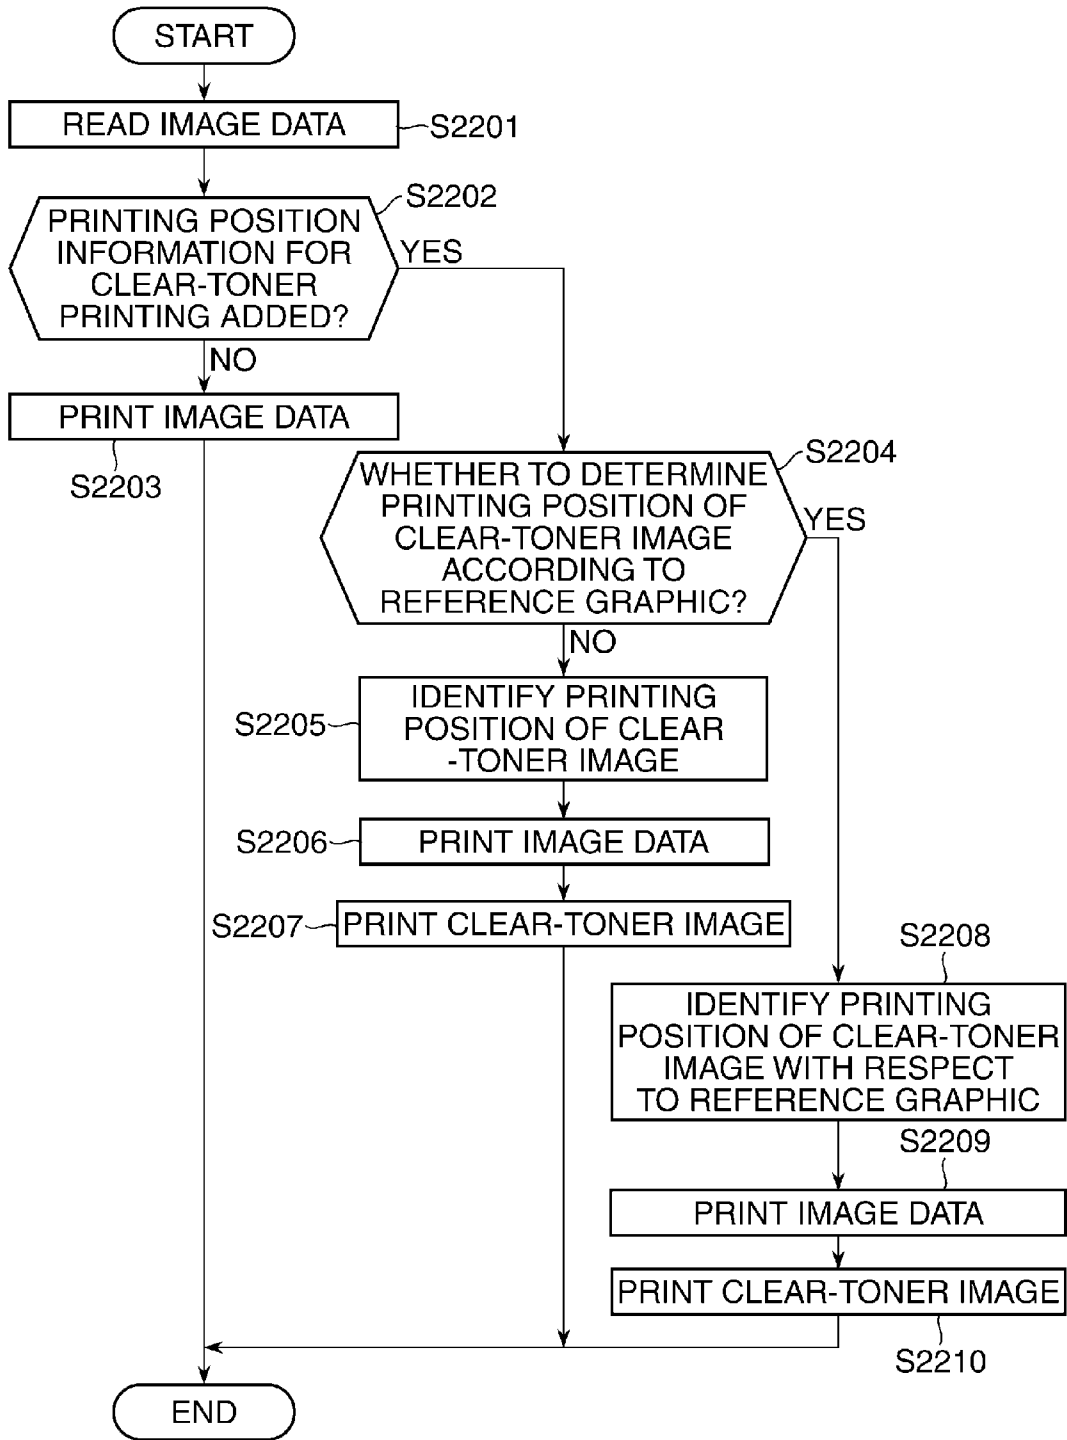 START
READ IMAGE DATA
S2201
S2202
PRINTING POSITION
INFORMATION FOR
CLEAR-TONER
PRINTING ADDED?
YES
NO
PRINT IMAGE DATA
S2203
S2204
WHETHER TO DETERMINE
PRINTING POSITION OF
CLEAR-TONER IMAGE
ACCORDING TO
REFERENCE GRAPHIC?
YES
NO
IDENTIFY PRINTING
POSITION OF CLEAR
-TONER IMAGE
S2205
PRINT IMAGE DATA
S2206
PRINT CLEAR-TONER IMAGE
S2207
S2208
IDENTIFY PRINTING
POSITION OF CLEAR-TONER
IMAGE WITH RESPECT
TO REFERENCE GRAPHIC
S2209
PRINT IMAGE DATA
PRINT CLEAR-TONER IMAGE
S2210
END